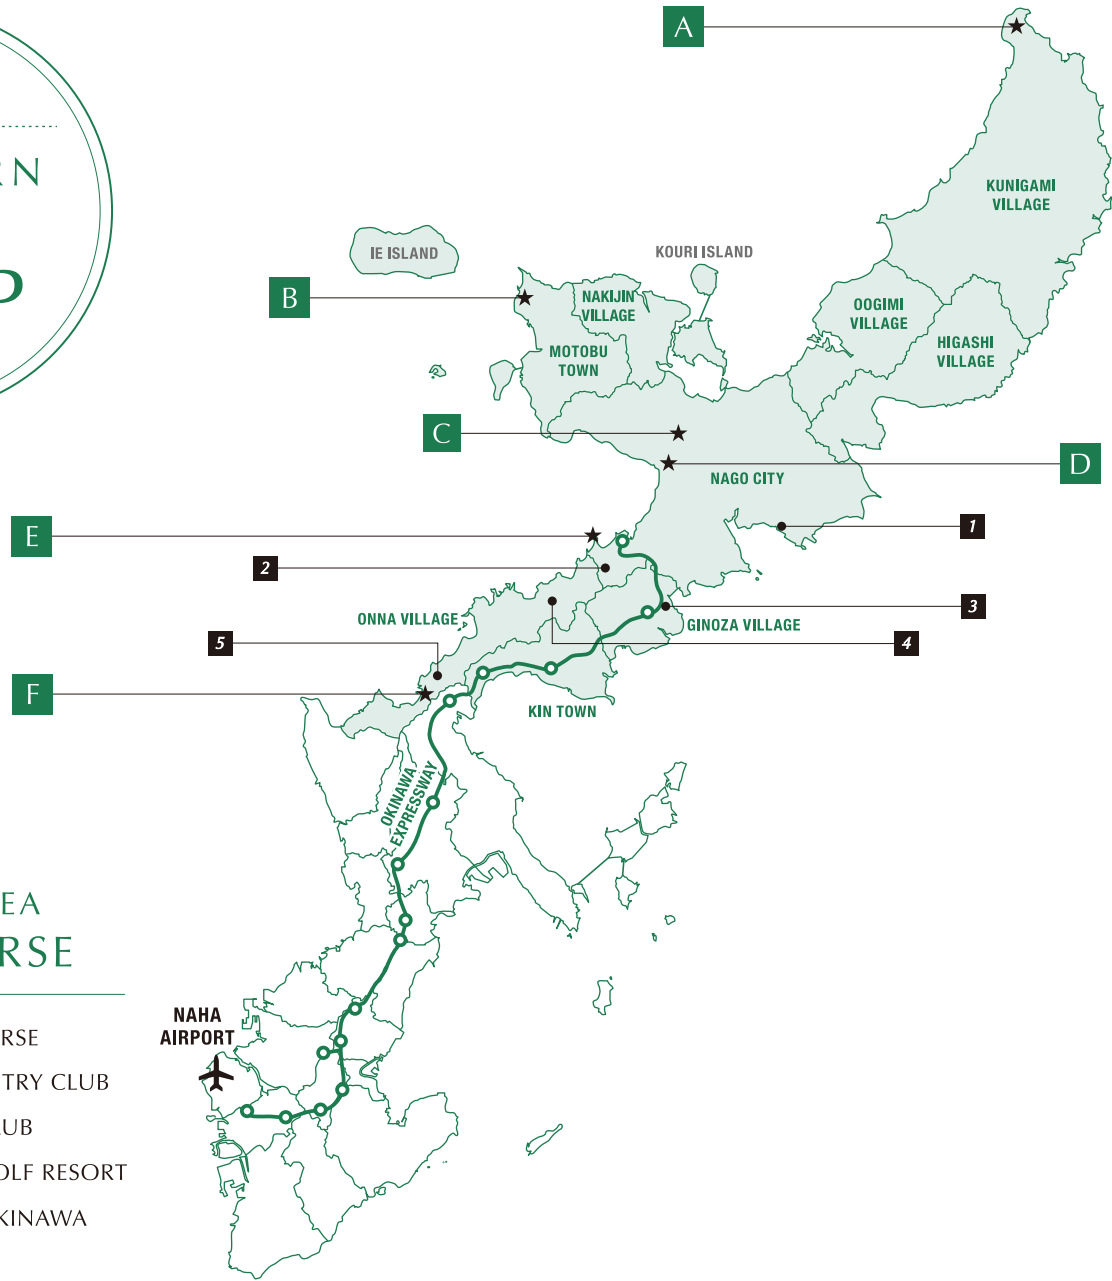 A
RN
KUNIGAMI
VILLAGE
IE ISLAND
KOURI ISLAND
B
NAKIJIN
VILLAGE
OOGIMI
VILLAGE
HIGASHI
VILLAGE
MOTOBU
TOWN
C
D
NAGO CITY
E
1
2
ONNA VILLAGE
3
GINOZA VILLAGE
5
4
F
KIN TOWN
OKINAWA
EXPRESSWAY
EA
RSE
NAHA
AIRPORT
RSE
TRY CLUB
LUB
OLF RESORT
KINAWA